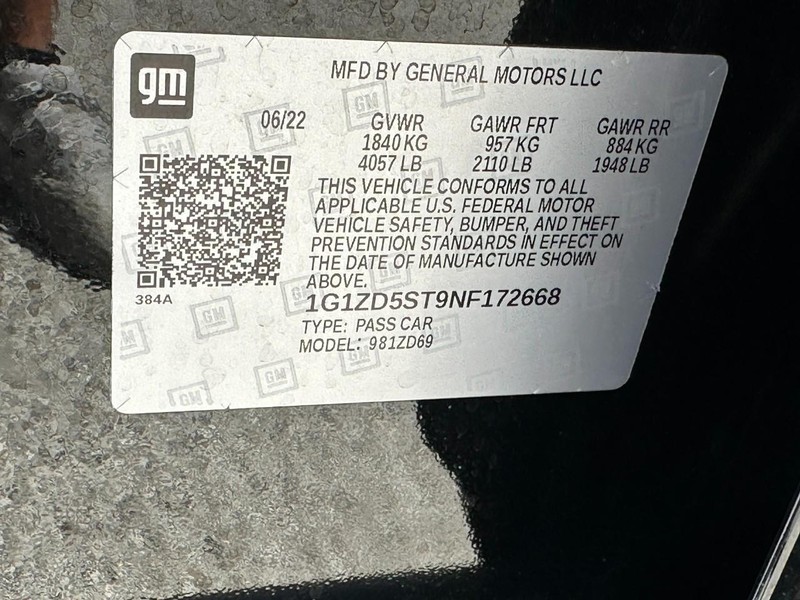 gm
MFD BY GENERAL MOTORS LLC
06/22 GVWR GAWR FRT GAWR RR
1840 KG 957 KG 884 KG
4057 LB 2110 LB 1948 LB
THIS VEHICLE CONFORMS TO ALL
APPLICABLE U.S. FEDERAL MOTOR
VEHICLE SAFETY, BUMPER, AND THEFT
PREVENTION STANDARDS IN EFFECT ON
THE DATE OF MANUFACTURE SHOWN
ABOVE.
384A
1G1ZD5ST9NF172668
TYPE: PASS CAR
MODEL: 981ZD69